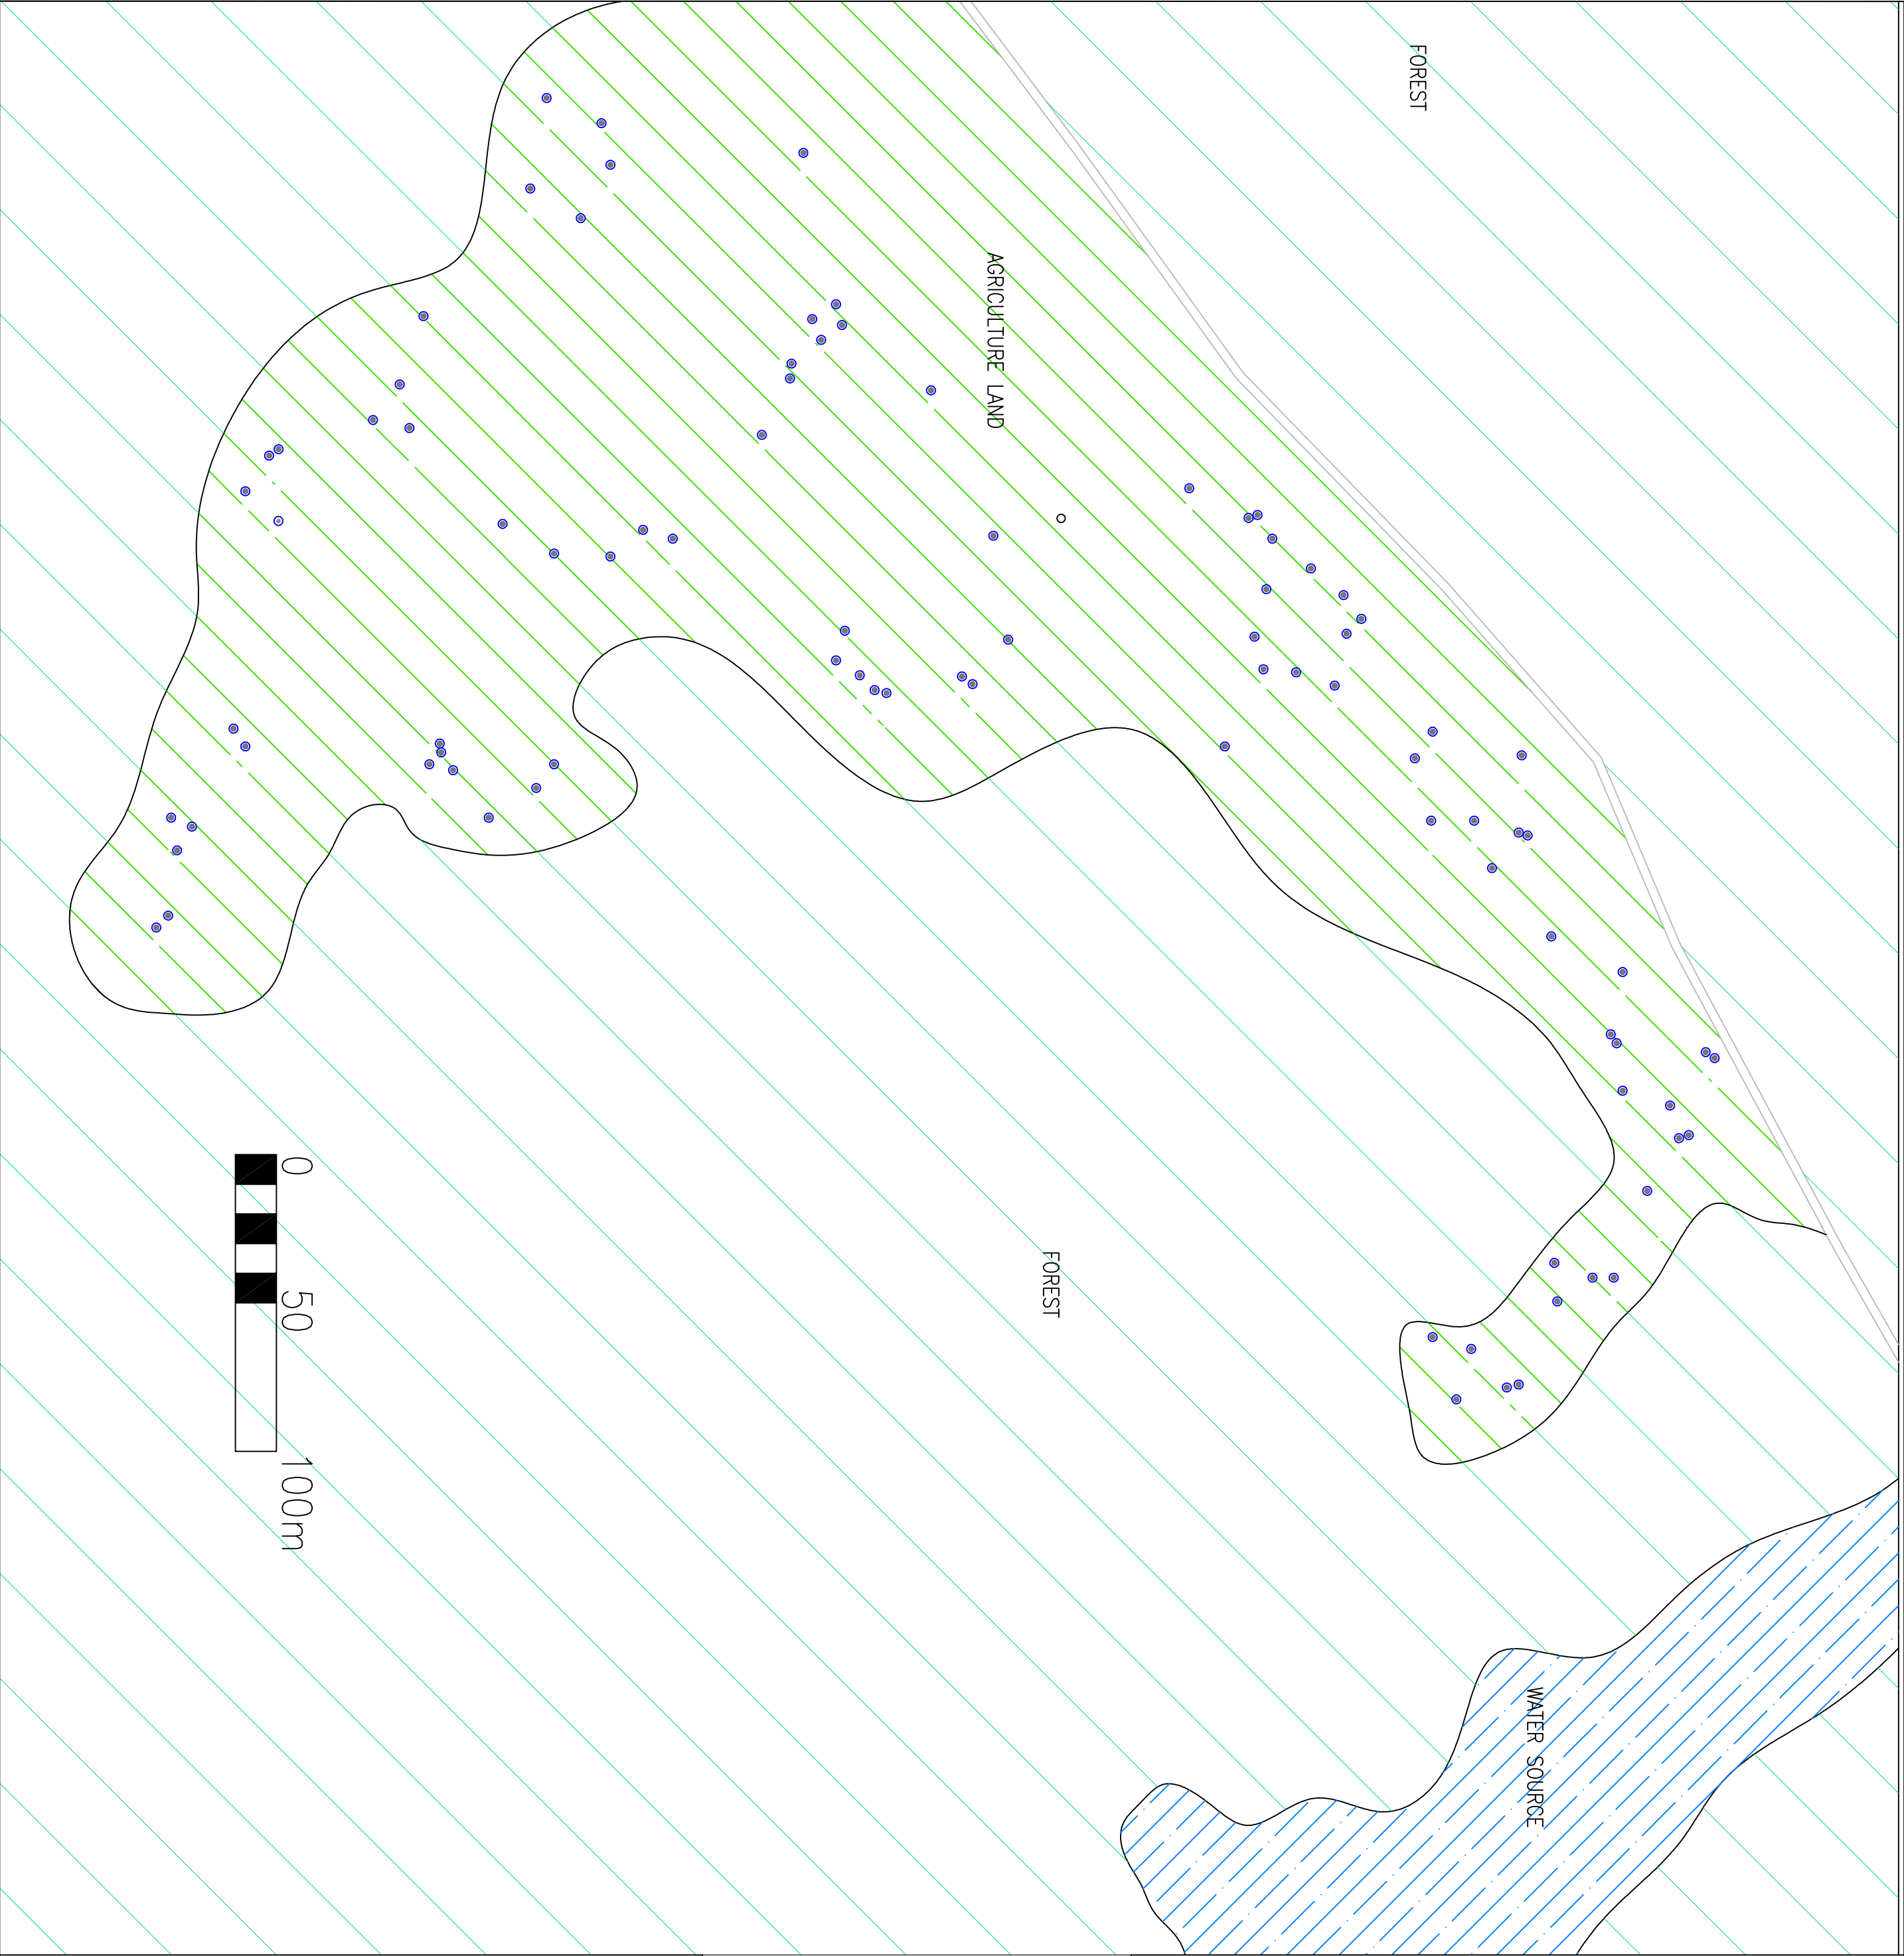 FOREST
AGRICULTURE LAND
FOREST
0 50 100m
WATER SOURCE